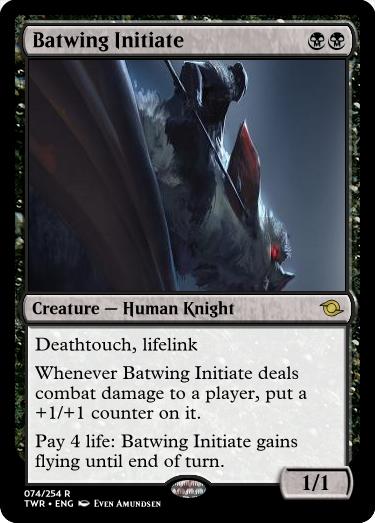 Batwing Initiate
Creature — Human Knight
Deathtouch, lifelink
Whenever Batwing Initiate deals
combat damage to a player, put a
+1/+1 counter on it.
Pay 4 life: Batwing Initiate gains
flying until end of turn.
1/1
074/254 R
TWR • ENG Even Amundsen